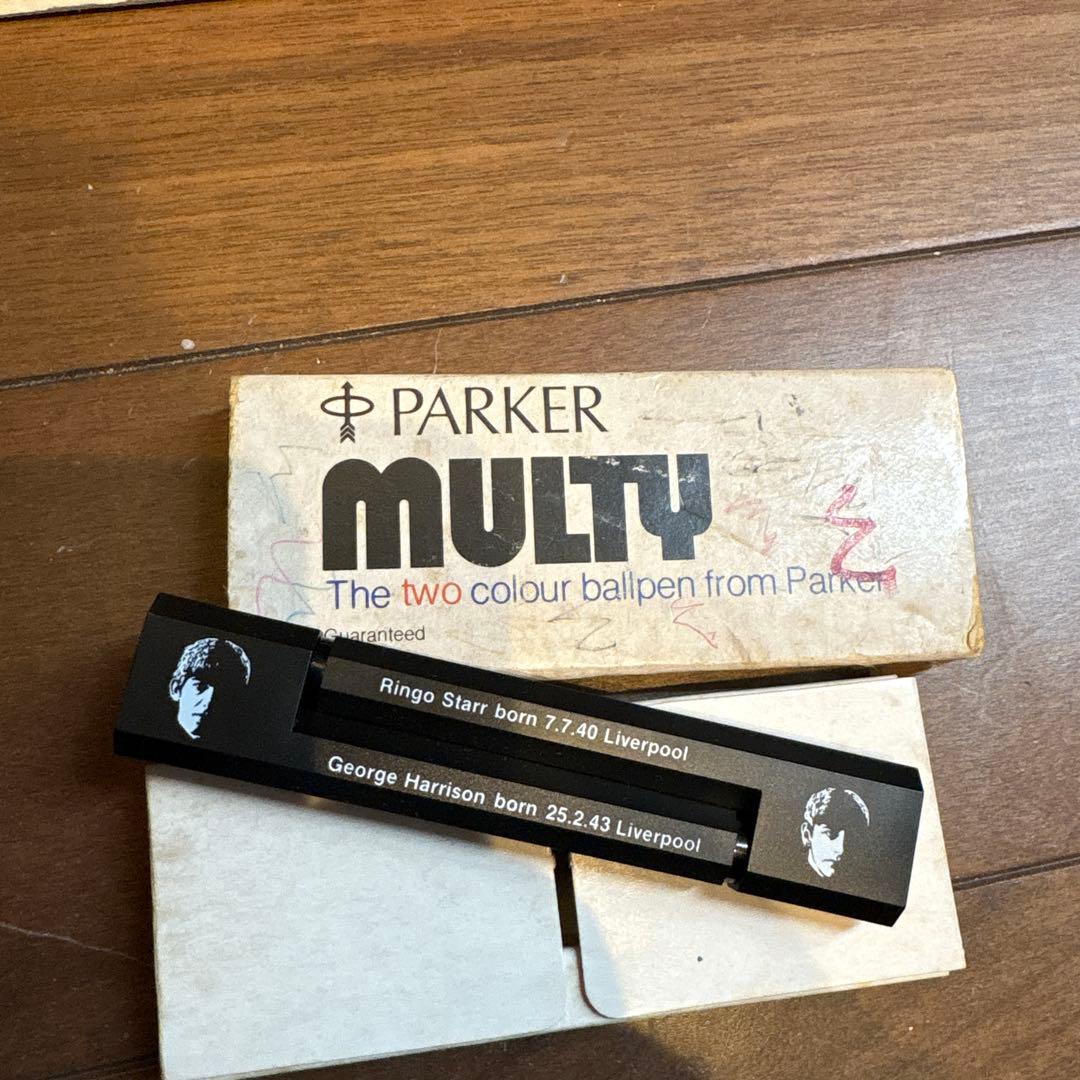 PARKER
MULTY
The two colour ballpen from Parker
Guaranteed
Ringo Starr born 7.7.40 Liverpool
George Harrison born 25.2.43 Liverpool